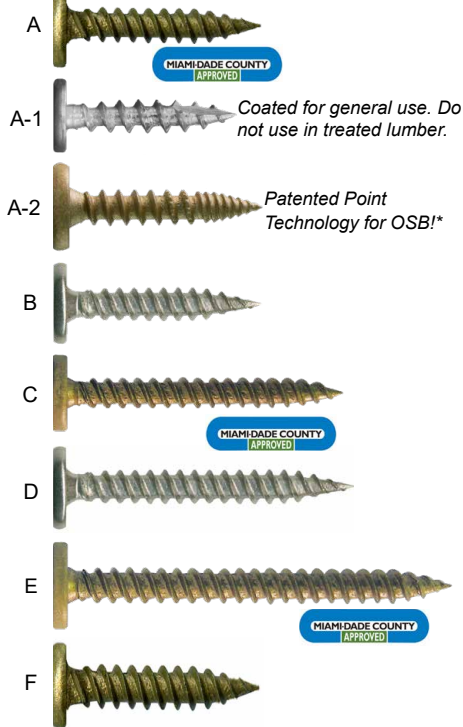 A
MIAMI-DADE COUNTY
APPROVED
A-1
Coated for general use. Do
not use in treated lumber.
A-2
Patented Point
Technology for OSB!*
B
C
MIAMI-DADE COUNTY
APPROVED
D
E
MIAMI-DADE COUNTY
APPROVED
F